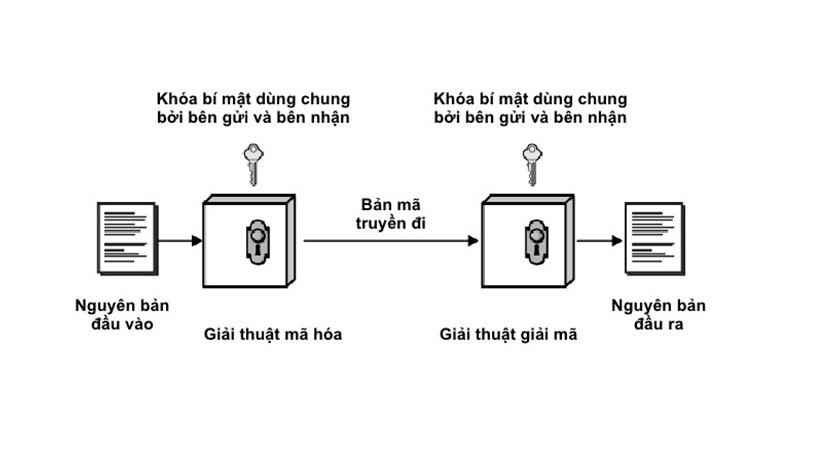 Khóa bí mật dùng chung
bởi bên gửi và bên nhận
Khóa bí mật dùng chung
bởi bên gửi và bên nhận
Bản mã
truyền đi
Nguyên bản
đầu vào
Giải thuật mã hóa
Giải thuật giải mã
Nguyên bản
đầu ra